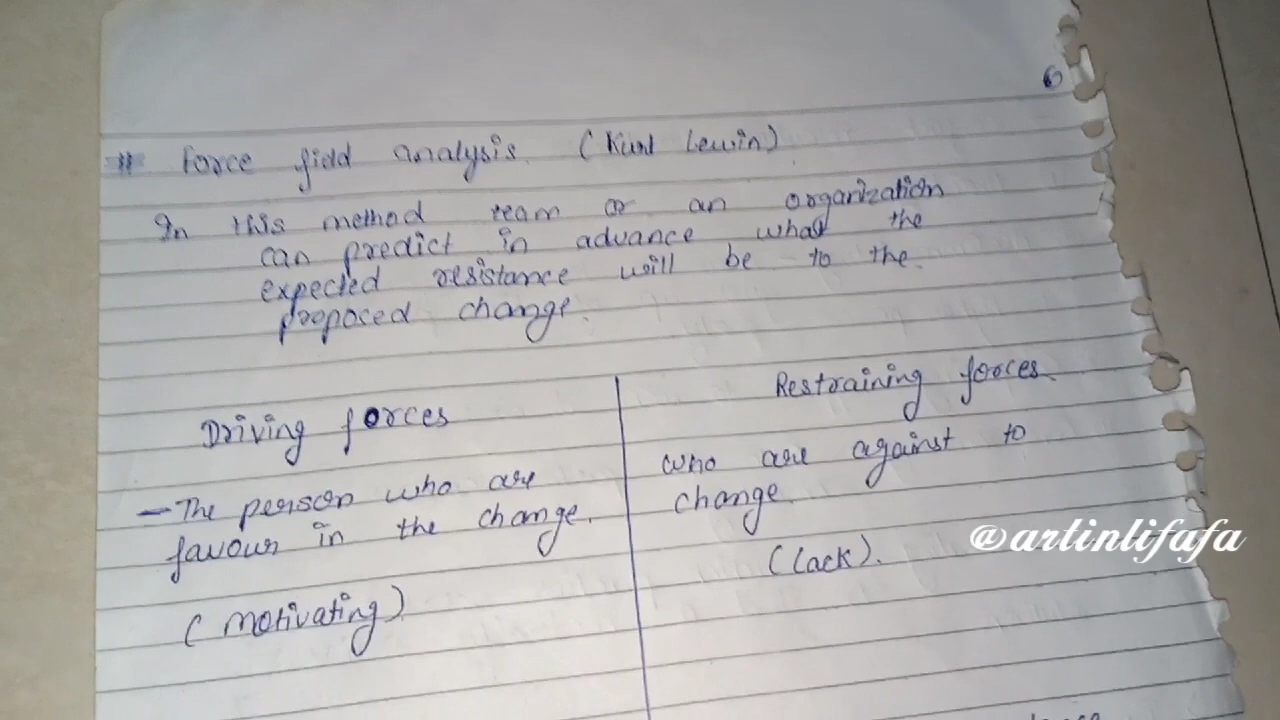 6
# Force field analysis. (Kurt Lewin)
In this method team or an organization
can predict in advance what the
expected resistance will be to the.
proposed change.
Driving forces
- The person who are
favour in the change.
(Motivating)
Restraining forces
who are against to
change.
(Lack).
@artinlifafa